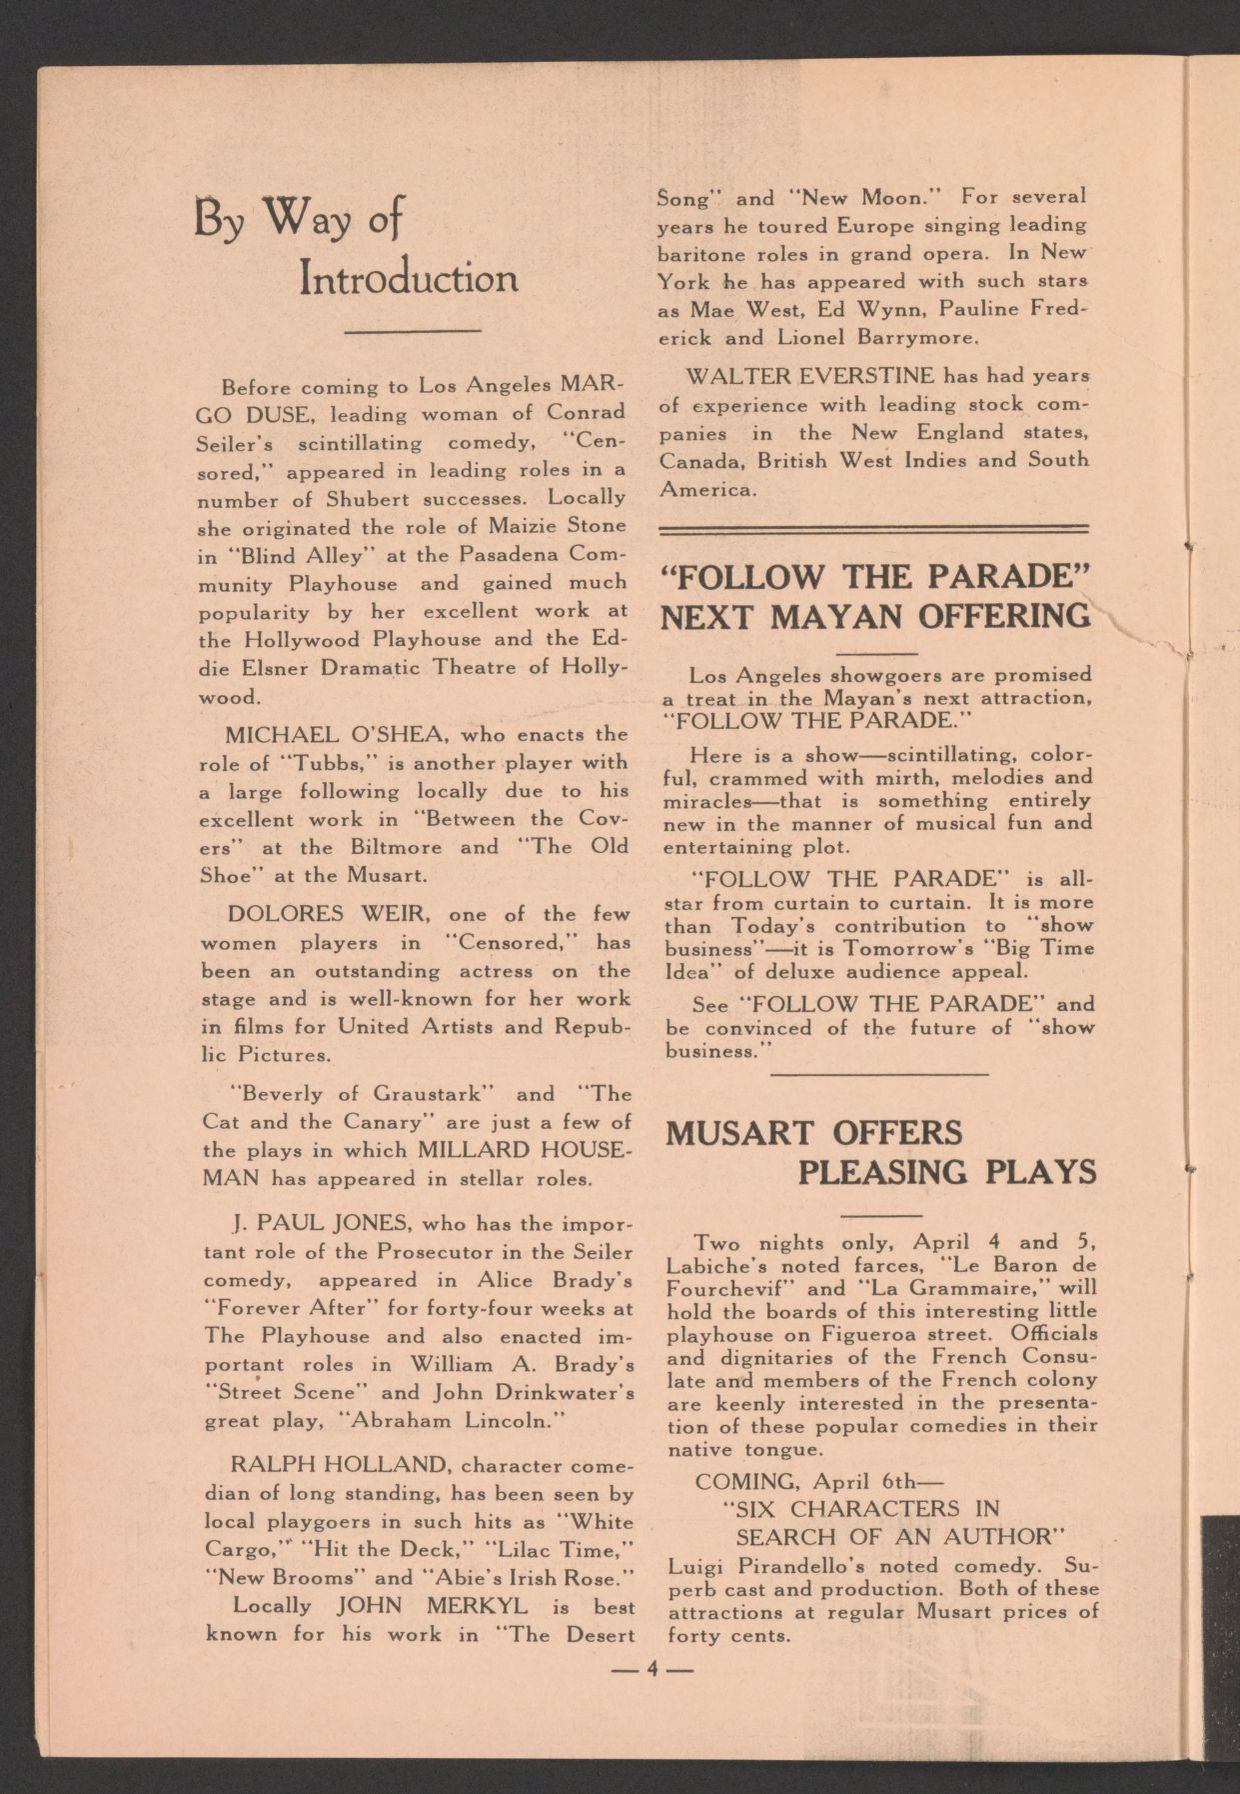 By Way of
Introduction
Before coming to Los Angeles MAR-
GO DUSE, leading woman of Conrad
Seiler's scintillating comedy, "Cen-
sored," appeared in leading roles in a
number of Shubert successes. Locally
she originated the role of Maizie Stone
in "Blind Alley" at the Pasadena Com-
munity Playhouse and gained much
popularity by her excellent work at
the Hollywood Playhouse and the Ed-
die Elsner Dramatic Theatre of Holly-
wood.
MICHAEL O'SHEA, who enacts the
role of "Tubbs," is another player with
a large following locally due to his
excellent work in "Between the Cov-
ers" at the Biltmore and "The Old
Shoe" at the Musart.
DOLORES WEIR, one of the few
women players in "Censored," has
been an outstanding actress on the
stage and is well-known for her work
in films for United Artists and Repub-
lic Pictures.
"Beverly of Graustark" and "The
Cat and the Canary" are just a few of
the plays in which MILLARD HOUSE-
MAN has appeared in stellar roles.
J. PAUL JONES, who has the impor-
tant role of the Prosecutor in the Seiler
comedy, appeared in Alice Brady's
"Forever After" for forty-four weeks at
The Playhouse and also enacted im-
portant roles in William A. Brady's
"Street Scene" and John Drinkwater's
great play, "Abraham Lincoln."
RALPH HOLLAND, character come-
dian of long standing, has been seen by
local playgoers in such hits as "White
Cargo," "Hit the Deck," "Lilac Time,"
"New Brooms" and "Abie's Irish Rose."
Locally JOHN MERKYL is best
known for his work in "The Desert
Song" and "New Moon." For several
years he toured Europe singing leading
baritone roles in grand opera. In New
York he has appeared with such stars
as Mae West, Ed Wynn, Pauline Fred-
erick and Lionel Barrymore.
WALTER EVERSTINE has had years
of experience with leading stock com-
panies in the New England states,
Canada, British West Indies and South
America.
"FOLLOW THE PARADE"
NEXT MAYAN OFFERING
Los Angeles showgoers are promised
a treat in the Mayan's next attraction,
"FOLLOW THE PARADE."
Here is a show—scintillating, color-
ful, crammed with mirth, melodies and
miracles—that is something entirely
new in the manner of musical fun and
entertaining plot.
"FOLLOW THE PARADE" is all-
star from curtain to curtain. It is more
than Today's contribution to "show
business"—it is Tomorrow's "Big Time
Idea" of deluxe audience appeal.
See "FOLLOW THE PARADE" and
be convinced of the future of "show
business."
MUSART OFFERS
PLEASING PLAYS
Two nights only, April 4 and 5,
Labiche's noted farces, "Le Baron de
Fourchevif" and "La Grammaire," will
hold the boards of this interesting little
playhouse on Figueroa street. Officials
and dignitaries of the French Consu-
late and members of the French colony
are keenly interested in the presenta-
tion of these popular comedies in their
native tongue.
COMING, April 6th—
"SIX CHARACTERS IN
SEARCH OF AN AUTHOR"
Luigi Pirandello's noted comedy. Su-
perb cast and production. Both of these
attractions at regular Musart prices of
forty cents.
— 4 —